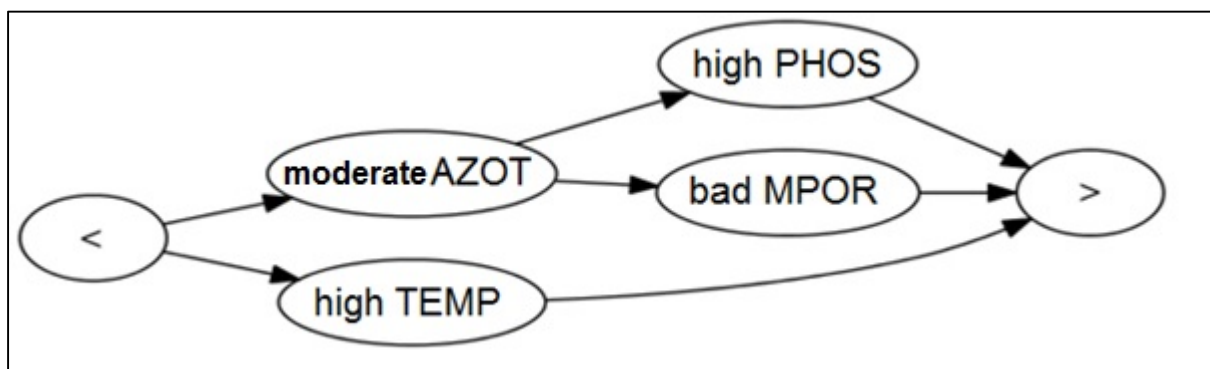 high PHOS
moderate AZOT
bad MPOR
<
>
high TEMP